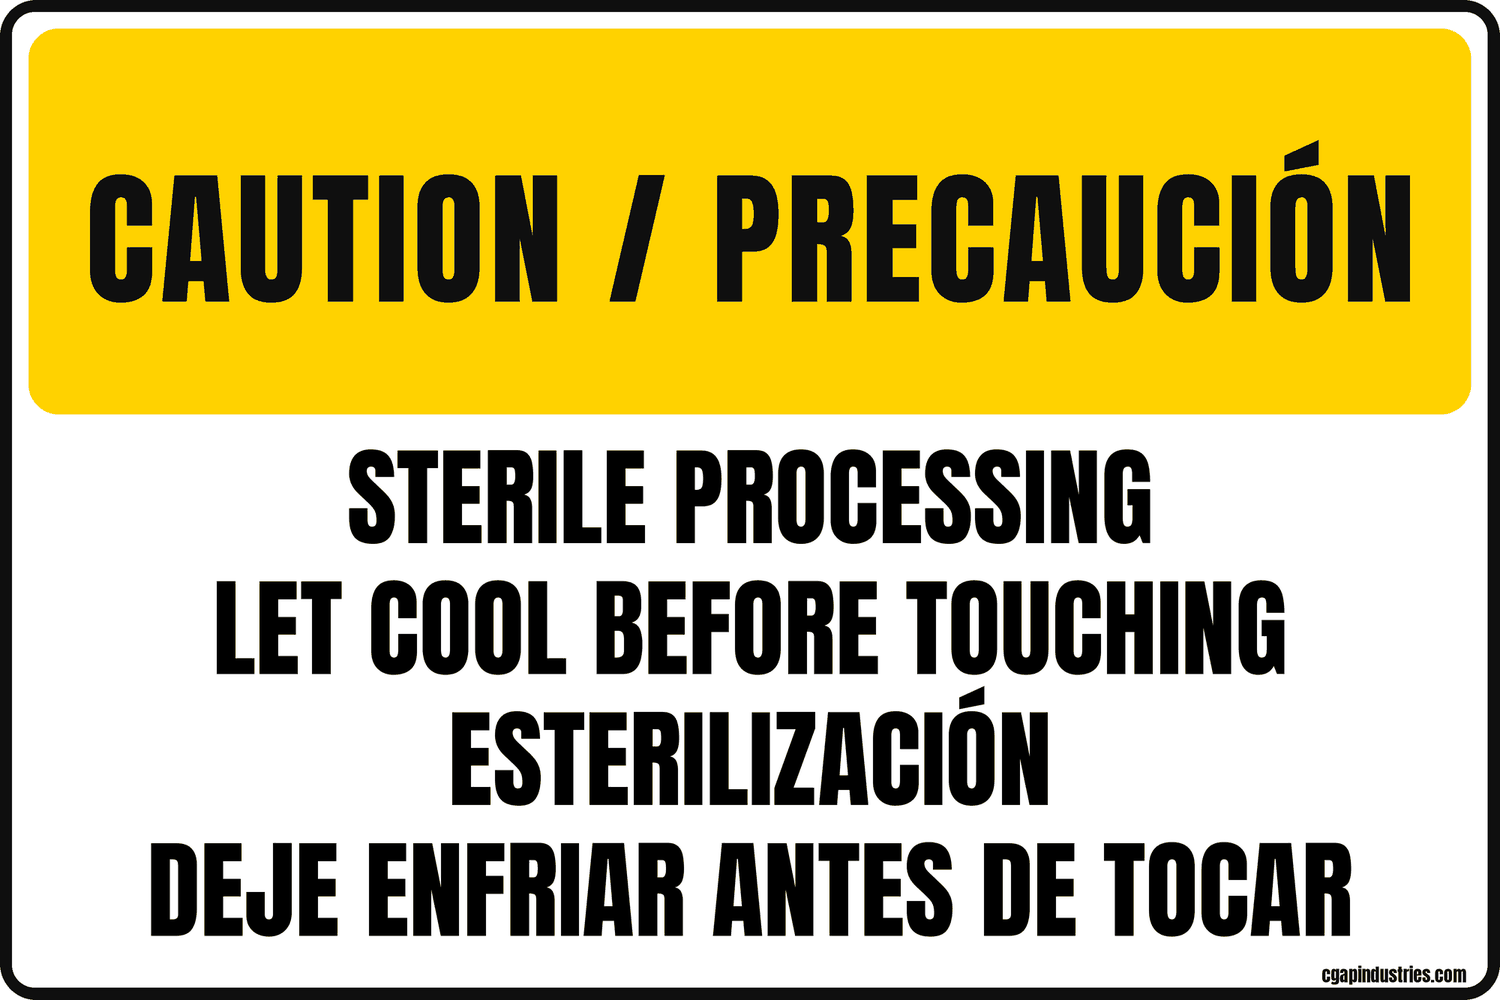 CAUTION / PRECAUCIÓN
STERILE PROCESSING
LET COOL BEFORE TOUCHING
ESTERILIZACIÓN
DEJE ENFRIAR ANTES DE TOCAR
cgapindustries.com